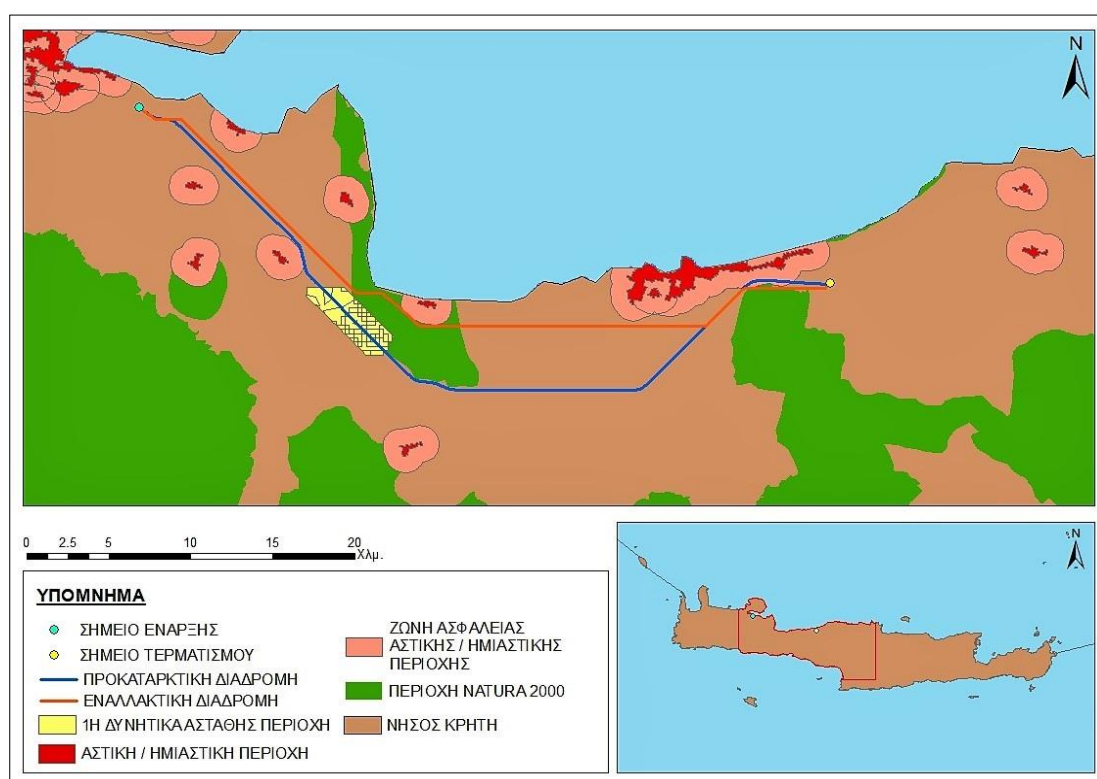 N
0 2.5 5 10 15 20
Χλμ.
N
ΥΠΟΜΝΗΜΑ
ΣΗΜΕΙΟ ΕΝΑΡΞΗΣ
ΣΗΜΕΙΟ ΤΕΡΜΑΤΙΣΜΟΥ
ΠΡΟΚΑΤΑΡΚΤΙΚΗ ΔΙΑΔΡΟΜΗ
ΕΝΑΛΛΑΚΤΙΚΗ ΔΙΑΔΡΟΜΗ
1Η ΔΥΝΗΤΙΚΑ ΑΣΤΑΘΗΣ ΠΕΡΙΟΧΗ
ΑΣΤΙΚΗ / ΗΜΙΑΣΤΙΚΗ ΠΕΡΙΟΧΗ
ΖΩΝΗ ΑΣΦΑΛΕΙΑΣ
ΑΣΤΙΚΗΣ / ΗΜΙΑΣΤΙΚΗΣ
ΠΕΡΙΟΧΗΣ
ΠΕΡΙΟΧΗ NATURA 2000
ΝΗΣΟΣ ΚΡΗΤΗ